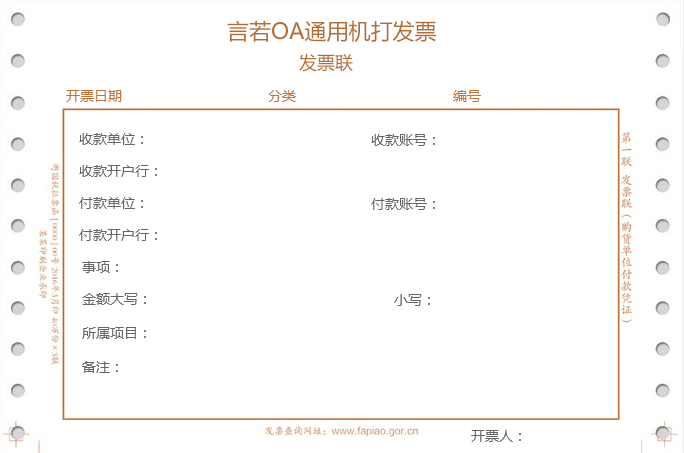 言若OA通用机打发票
发票联
开票日期 分类 编号
收款单位： 收款账号：
收款开户行：
付款单位： 付款账号：
付款开户行：
事项：
金额大写： 小写：
所属项目：
备注：
第一联 发票联（购货单位付款凭证）
发票查询网址：www.fapiao.gor.cn
开票人：